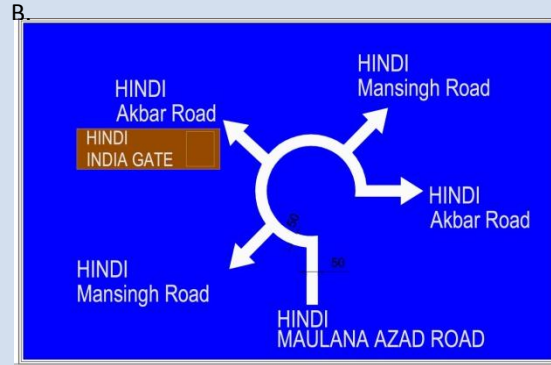 B.
HINDI
Mansingh Road
HINDI
Akbar Road
HINDI
INDIA GATE
HINDI
Akbar Road
50
50
HINDI
Mansingh Road
HINDI
MAULANA AZAD ROAD